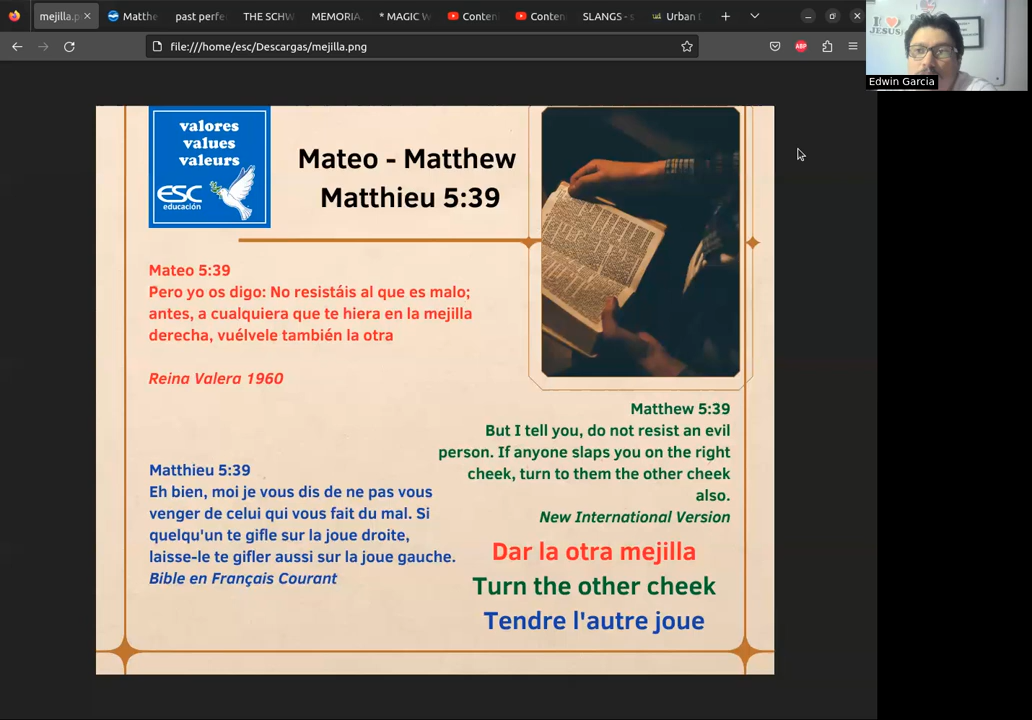 mejilla.p
Matthe
past perfe
THE SCHW
MEMORIA
* MAGIC W
Conten
Conten
SLANGS - s
Urban
file:///home/esc/Descargas/mejilla.png
ABP
I
JESUS
Edwin Garcia
valores
values
valeurs
esc
educación
Mateo - Matthew
Matthieu 5:39
Mateo 5:39
Pero yo os digo: No resistáis al que es malo;
antes, a cualquiera que te hiera en la mejilla
derecha, vuélvele también la otra
Reina Valera 1960
Matthew 5:39
But I tell you, do not resist an evil
person. If anyone slaps you on the right
cheek, turn to them the other cheek
also.
New International Version
Matthieu 5:39
Eh bien, moi je vous dis de ne pas vous
venger de celui qui vous fait du mal. Si
quelqu'un te gifle sur la joue droite,
laisse-le te gifler aussi sur la joue gauche.
Bible en Français Courant
Dar la otra mejilla
Turn the other cheek
Tendre l'autre joue